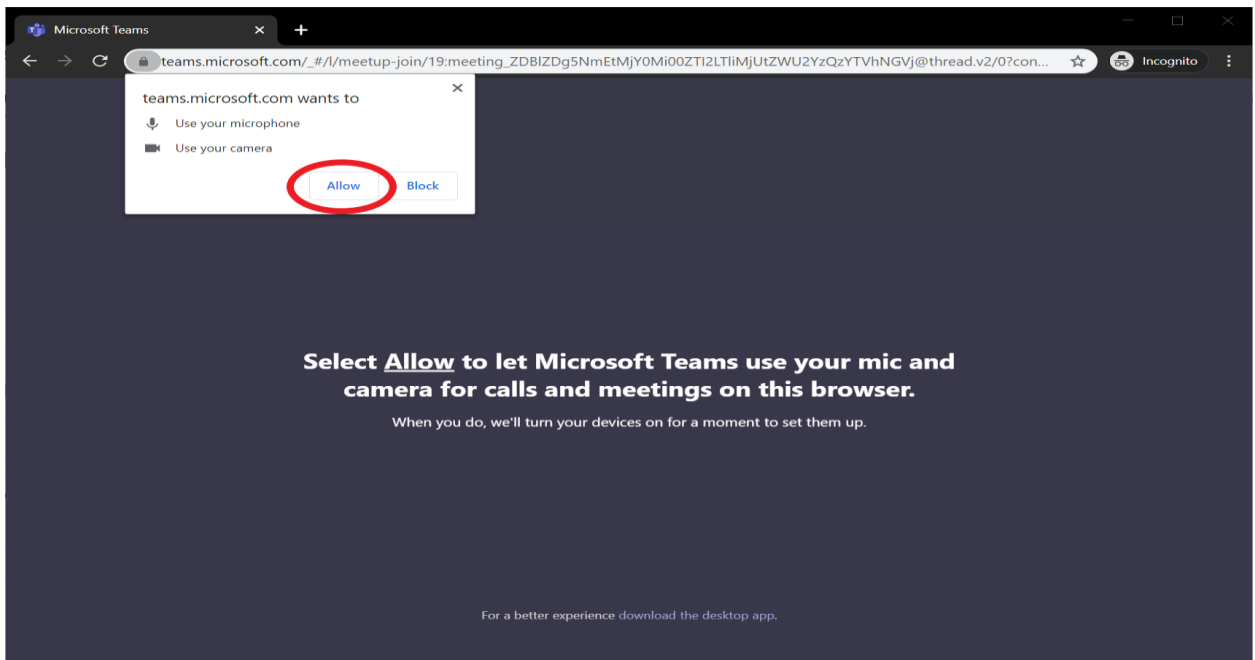 Microsoft Teams
teams.microsoft.com/_#/l/meetup-join/19:meeting_ZDBlZDg5NmEtMjY0Mi00ZTI2LTliMjUtZWU2YzQzYTVhNGVj@thread.v2/0?con...
Incognito
teams.microsoft.com wants to
Use your microphone
Use your camera
Allow
Block
Select Allow to let Microsoft Teams use your mic and
camera for calls and meetings on this browser.
When you do, we'll turn your devices on for a moment to set them up.
For a better experience download the desktop app.